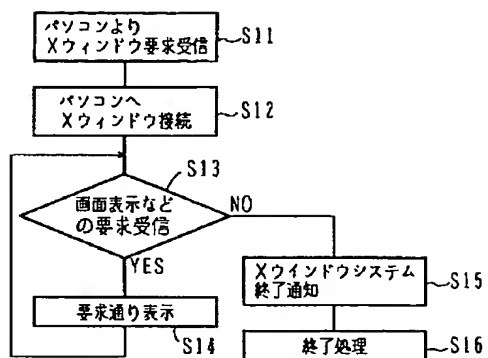 パソコンより
Xウィンドウ要求受信
S11
パソコンへ
Xウィンドウ接続
S12
S13
画面表示など
の要求受信
NO
YES
要求通り表示
S14
Xウインドウシステム
終了通知
S15
終了処理
S16